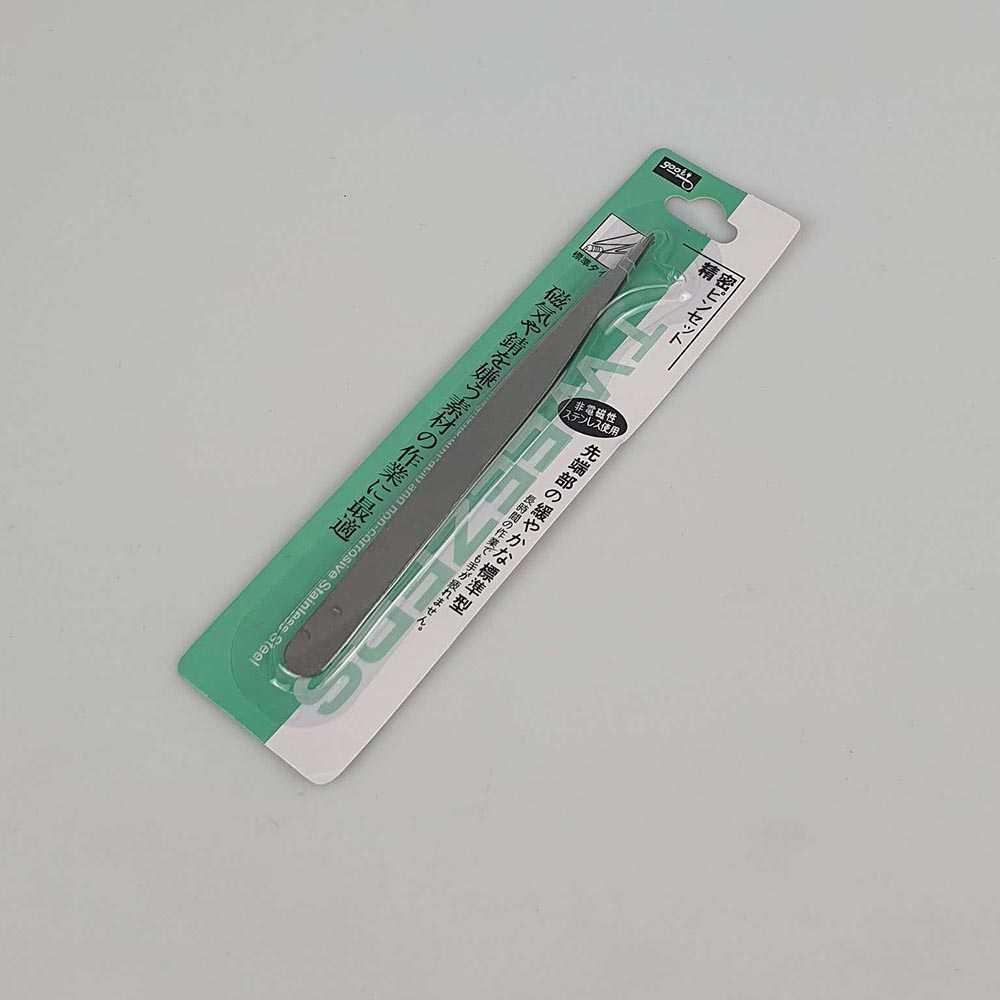 goot
精密ピンセット
標準タイ
TWEEZERS
磁気や錆を嫌う素材の作業に最適
非電磁性
ステンレス使用
先端部の緩やかな標準型
長時間の作業でも手が疲れません。
and non-corrosive Stainless Steel